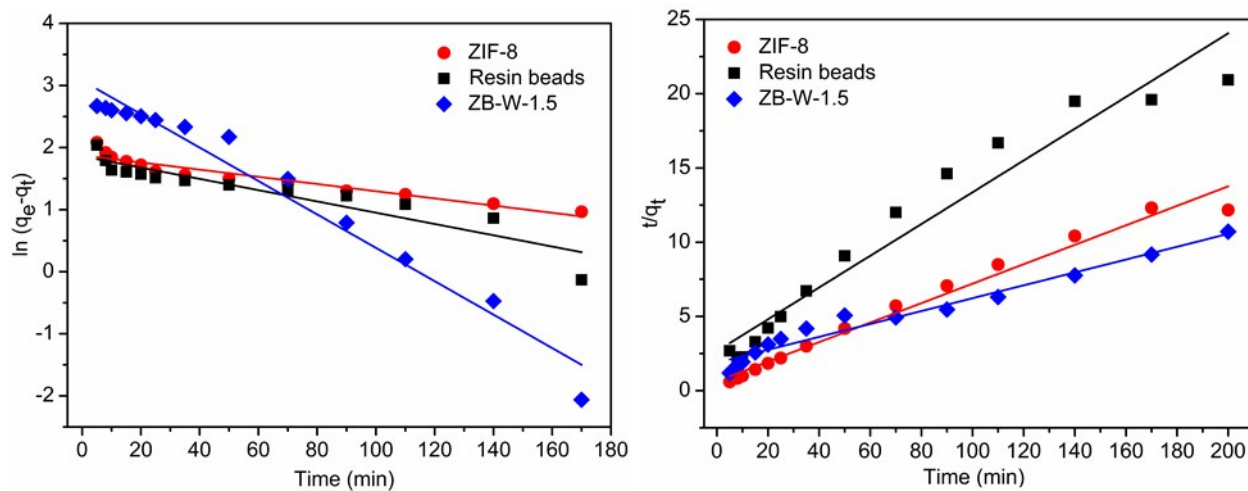 4
3
2
1
0
-1
-2
ln (qe-qt)
ZIF-8
Resin beads
ZB-W-1.5
0 20 40 60 80 100 120 140 160 180
Time (min)
25
20
15
10
5
0
t/qt
ZIF-8
Resin beads
ZB-W-1.5
0 20 40 60 80 100 120 140 160 180 200
Time (min)